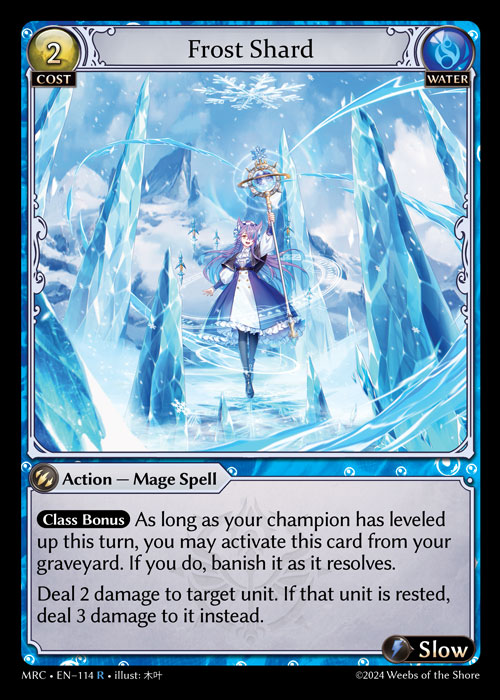 2
COST
Frost Shard
WATER
Action — Mage Spell
Class Bonus As long as your champion has leveled
up this turn, you may activate this card from your
graveyard. If you do, banish it as it resolves.
Deal 2 damage to target unit. If that unit is rested,
deal 3 damage to it instead.
Slow
MRC • EN–114 R • illust: 木叶
©2024 Weebs of the Shore